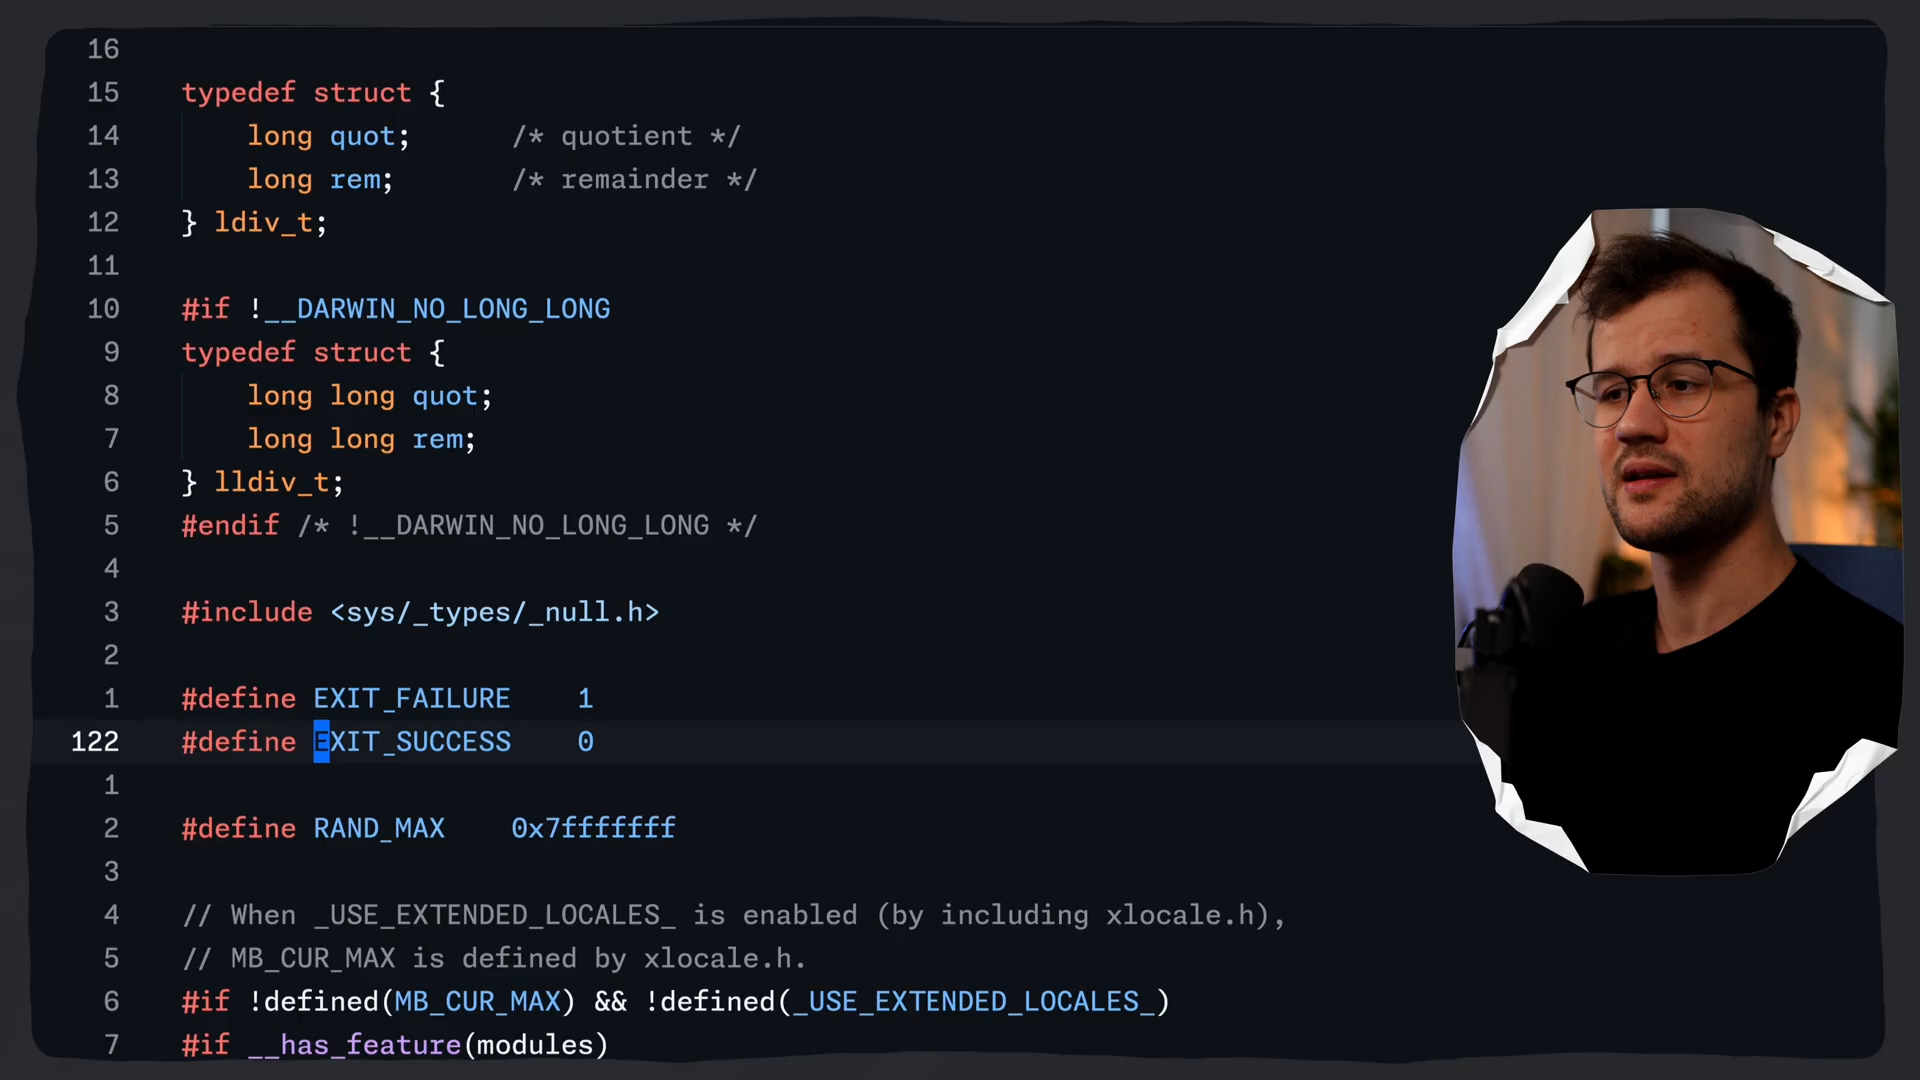 16
15 typedef struct {
14 long quot; /* quotient */
13 long rem; /* remainder */
12 } ldiv_t;
11
10 #if !__DARWIN_NO_LONG_LONG
9 typedef struct {
8 long long quot;
7 long long rem;
6 } lldiv_t;
5 #endif /* !__DARWIN_NO_LONG_LONG */
4
3 #include <sys/_types/_null.h>
2
1 #define EXIT_FAILURE 1
122 #define EXIT_SUCCESS 0
1
2 #define RAND_MAX 0x7fffffff
3
4 // When _USE_EXTENDED_LOCALES_ is enabled (by including xlocale.h),
5 // MB_CUR_MAX is defined by xlocale.h.
6 #if !defined(MB_CUR_MAX) && !defined(_USE_EXTENDED_LOCALES_)
7 #if __has_feature(modules)